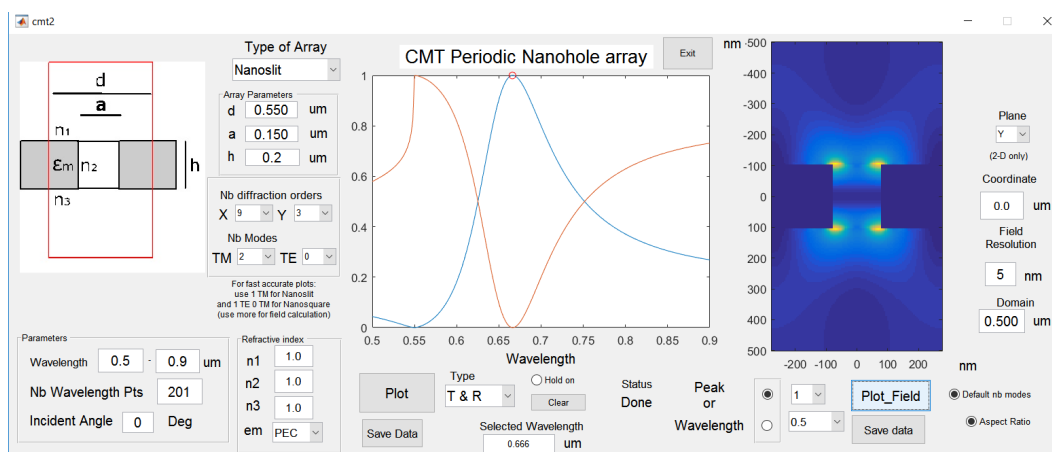 cmt2
Type of Array
Nanoslit
Array Parameters
d 0.550 um
a 0.150 um
h 0.2 um
d
a
n1
εm n2
h
n3
Nb diffraction orders
X 9 Y 3
Nb Modes
TM 2 TE 0
For fast accurate plots:
use 1 TM for Nanoslit
and 1 TE 0 TM for Nanosquare
(use more for field calculation)
Parameters
Wavelength 0.5 - 0.9 um
Nb Wavelength Pts 201
Incident Angle 0 Deg
Refractive index
n1 1.0
n2 1.0
n3 1.0
em PEC
CMT Periodic Nanohole array
Exit
1
0.8
0.6
0.4
0.2
0
0.5 0.55 0.6 0.65 0.7 0.75 0.8 0.85 0.9
Wavelength
Plot
Type
T & R
Hold on
Clear
Status
Done
Save Data
Selected Wavelength
0.666 um
Peak
or
Wavelength
1
0.5
Plot_Field
Save data
Default nb modes
Aspect Ratio
nm
-500
-400
-300
-200
-100
0
100
200
300
400
500
-200 -100 0 100 200
nm
Plane
Y
(2-D only)
Coordinate
0.0 um
Field
Resolution
5 nm
Domain
0.500 um